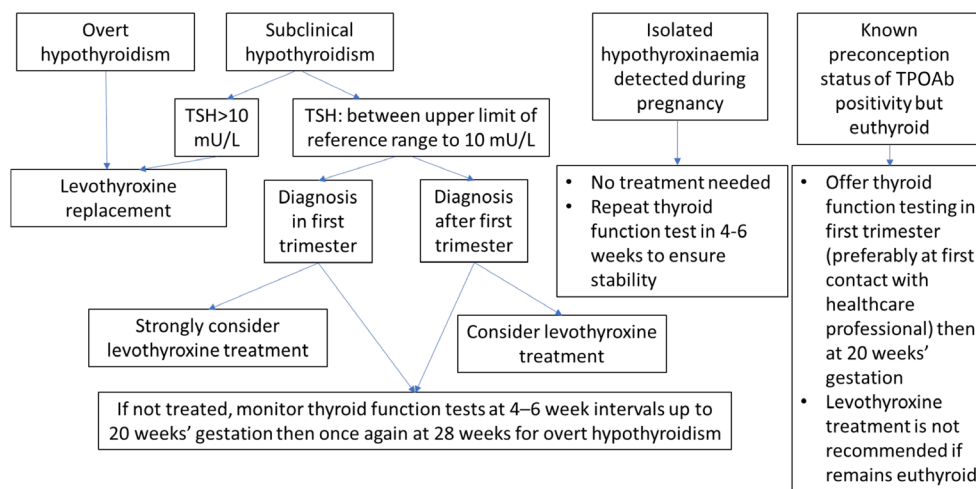 Overt
hypothyroidism
Subclinical
hypothyroidism
Isolated
hypothyroxinaemia
detected during
pregnancy
Known
preconception
status of TPOAb
positivity but
euthyroid
TSH>10
mU/L
TSH: between upper limit of
reference range to 10 mU/L
Levothyroxine
replacement
Diagnosis
in first
trimester
Diagnosis
after first
trimester
• No treatment needed
• Repeat thyroid
function test in 4-6
weeks to ensure
stability
• Offer thyroid
function testing in
first trimester
(preferably at first
contact with
healthcare
professional) then
at 20 weeks’
gestation
• Levothyroxine
treatment is not
recommended if
remains euthyroid
Strongly consider
levothyroxine treatment
Consider levothyroxine
treatment
If not treated, monitor thyroid function tests at 4–6 week intervals up to
20 weeks’ gestation then once again at 28 weeks for overt hypothyroidism